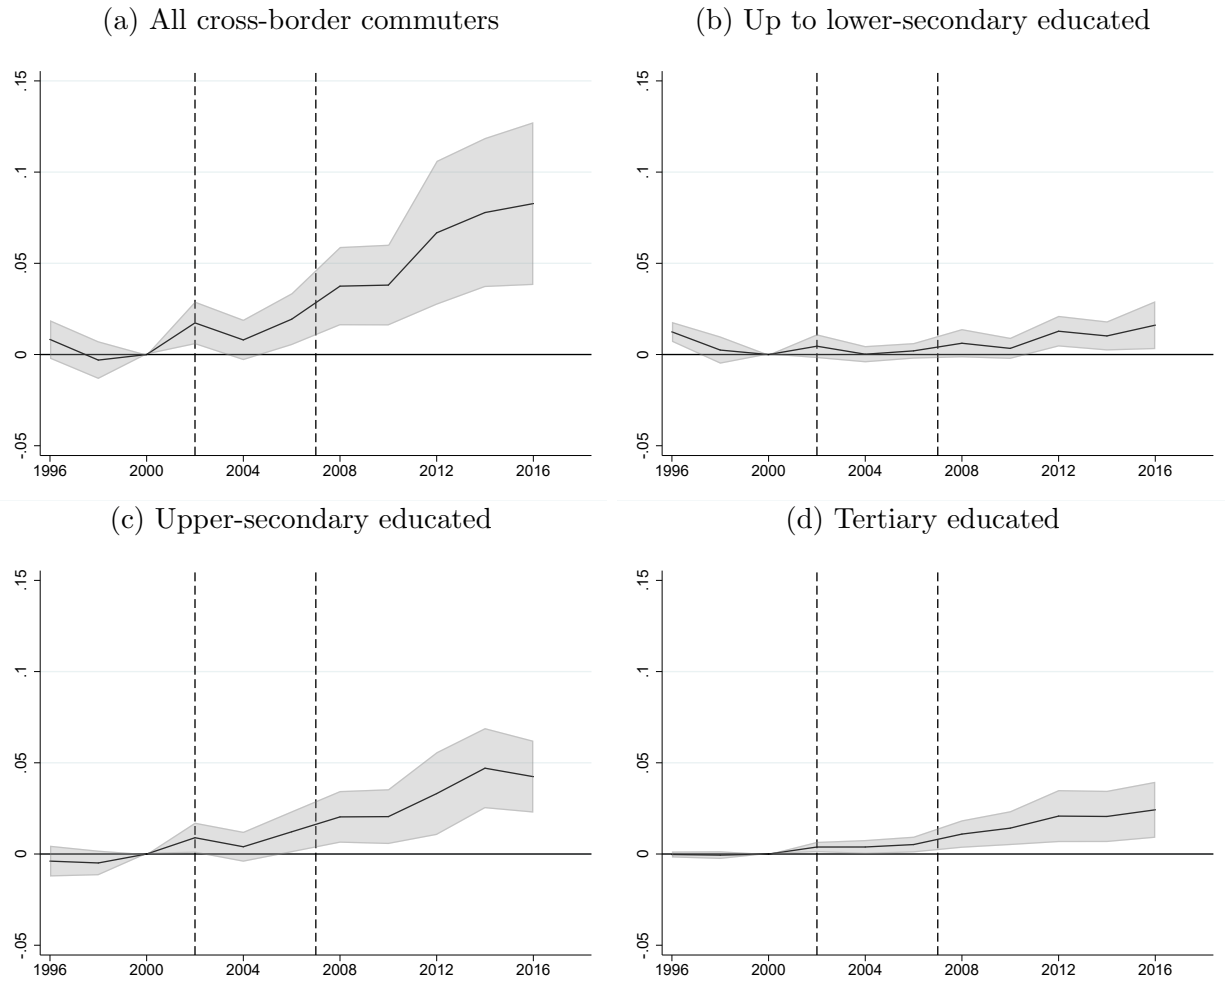 (a) All cross-border commuters
.15
.1
.05
0
-.05
1996 2000 2004 2008 2012 2016
(b) Up to lower-secondary educated
.15
.1
.05
0
-.05
1996 2000 2004 2008 2012 2016
(c) Upper-secondary educated
.15
.1
.05
0
-.05
1996 2000 2004 2008 2012 2016
(d) Tertiary educated
.15
.1
.05
0
-.05
1996 2000 2004 2008 2012 2016